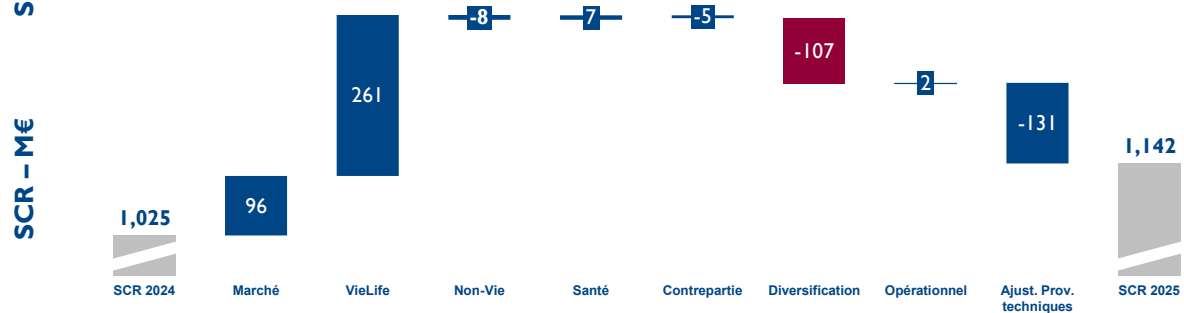 SCR – M€
-8
7
-5
-107
261
2
-131
1,142
96
1,025
SCR 2024
Marché
VieLife
Non-Vie
Santé
Contrepartie
Diversification
Opérationnel
Ajust. Prov.
techniques
SCR 2025